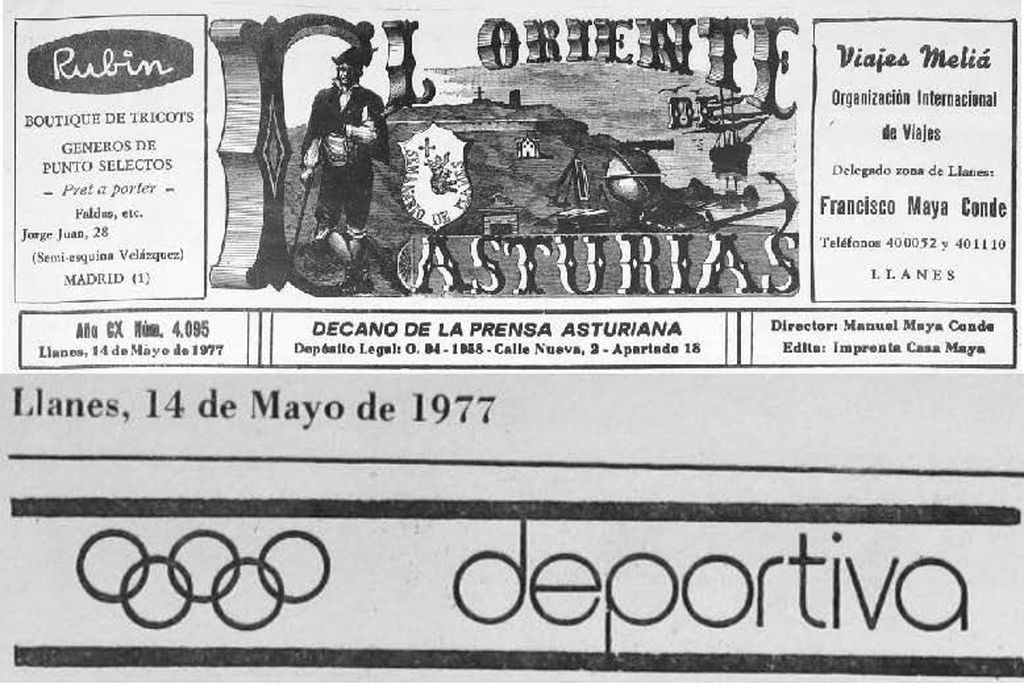 Rubin
BOUTIQUE DE TRICOTS
GENEROS DE
PUNTO SELECTOS
- Pret a porter -
Faldas, etc.
Jorge Juan, 28
(Semi-esquina Velázquez)
MADRID (1)
EL ORIENTE
DE
ASTURIAS
SEMANARIO DE LLANES
Viajes Meliá
Organización Internacional
de Viajes
Delegado zona de Llanes:
Francisco Maya Conde
Teléfonos 400052 y 401110
LLANES
Año CX Núm. 4.095
Llanes, 14 de Mayo de 1977
DECANO DE LA PRENSA ASTURIANA
Depósito Legal: O. 94 - 1958 - Calle Nueva, 2 - Apartado 18
Director: Manuel Maya Conde
Edita: Imprenta Casa Maya
Llanes, 14 de Mayo de 1977
deportiva